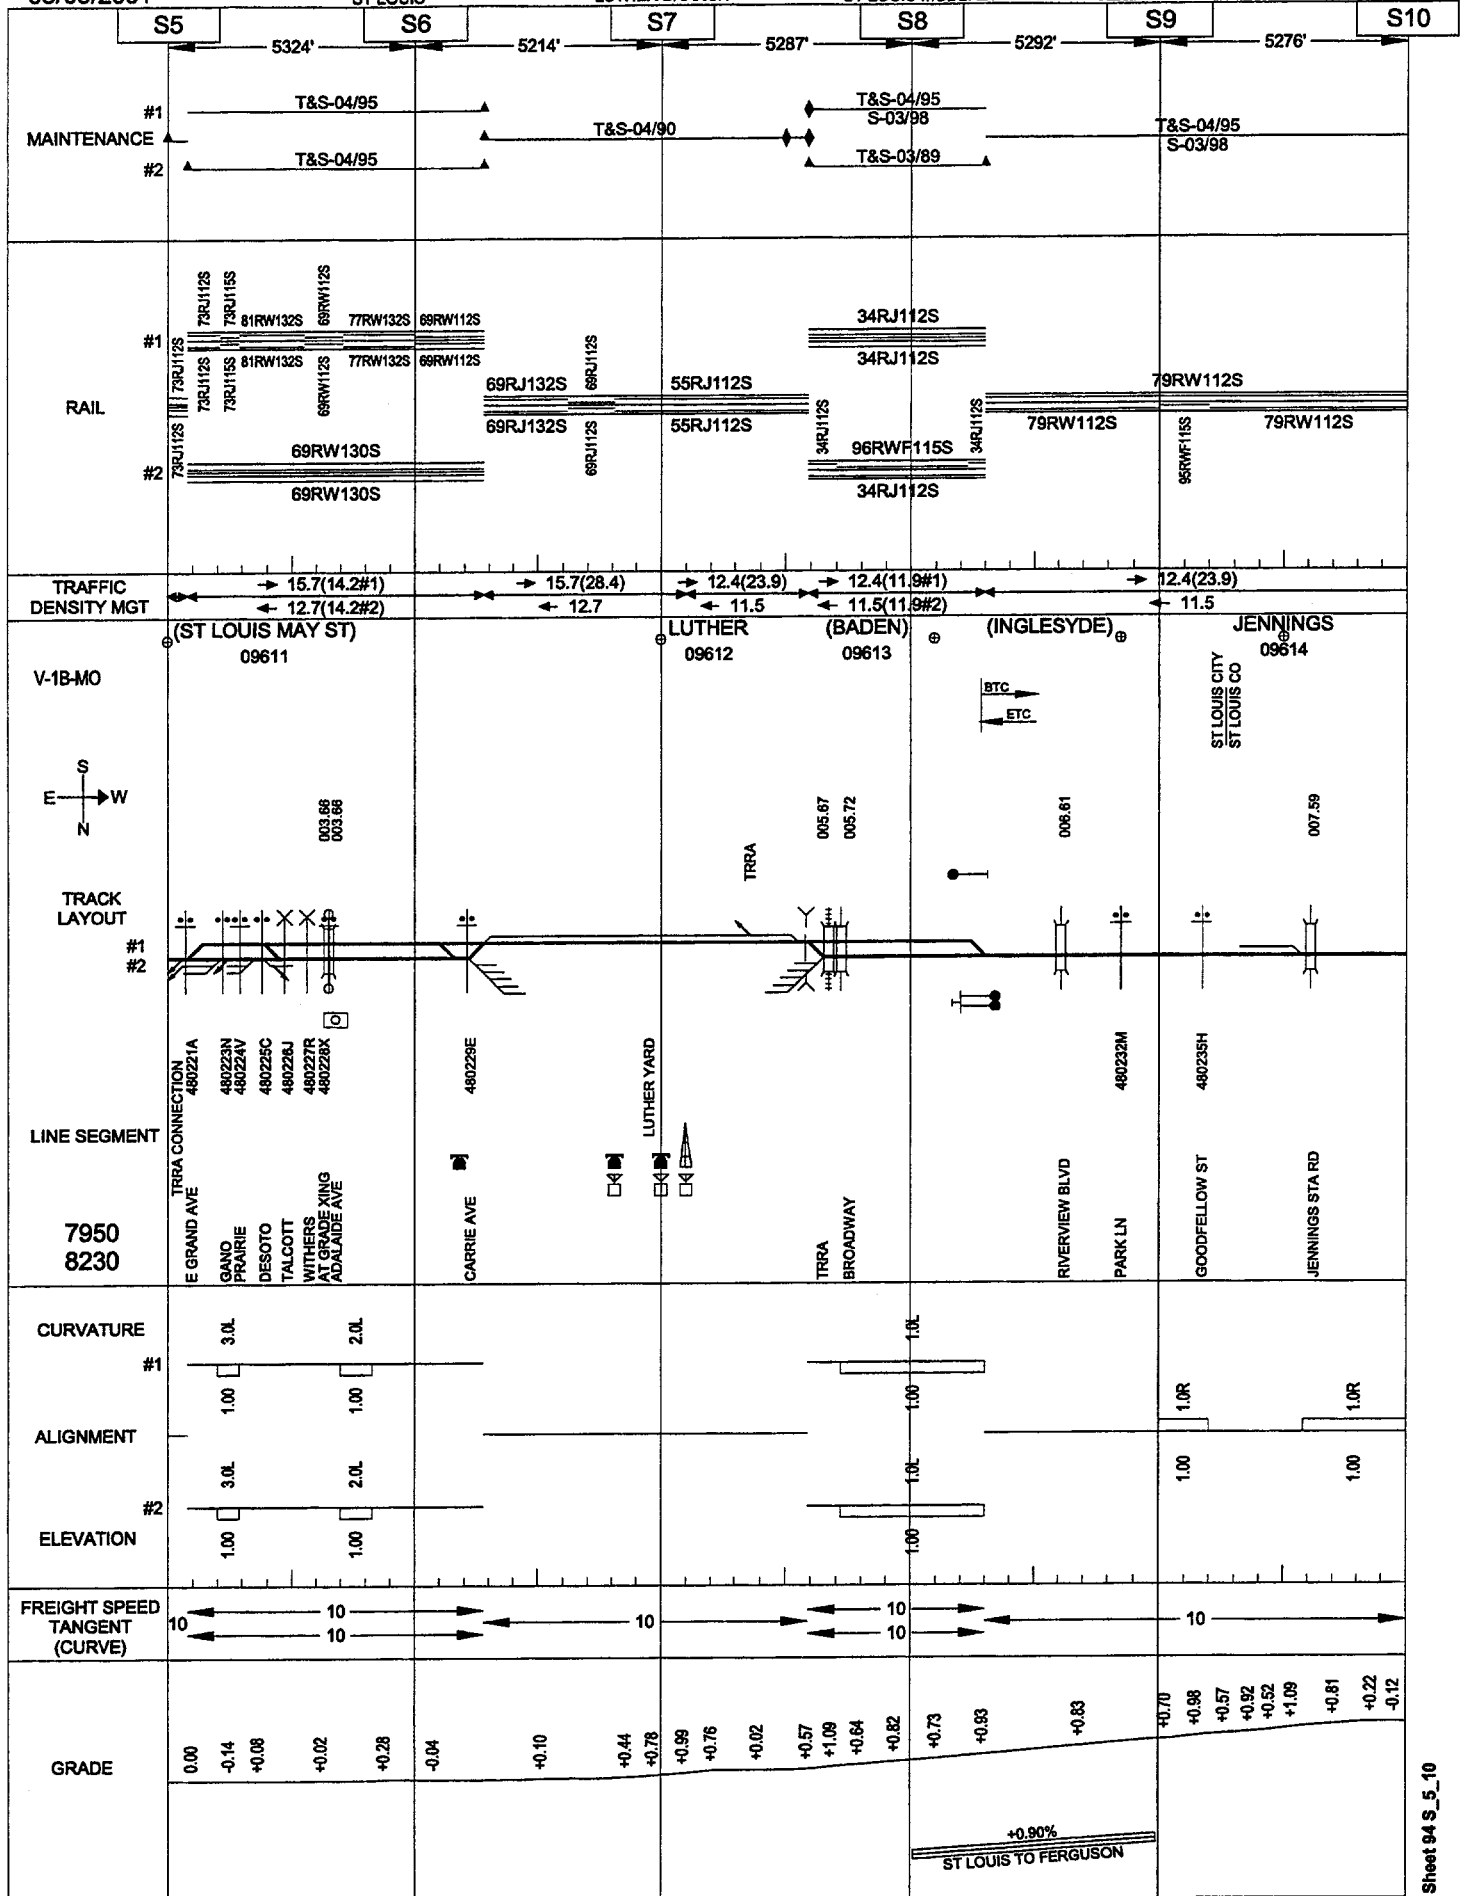 S5 S6 S7 S8 S9 S10
5324' 5214' 5287' 5292' 5276'
MAINTENANCE
#1
#2
T&S-04/95
T&S-04/95
T&S-04/90
T&S-04/95
S-03/98
T&S-03/89
T&S-04/95
S-03/98
RAIL
#1
#2
73RJ112S
73RJ112S
73RJ112S 73RJ115S 81RW132S 69RW112S 77RW132S 69RW112S
73RJ112S 73RJ115S 81RW132S 69RW112S 77RW132S 69RW112S
69RW130S
69RW130S
69RJ132S 69RJ112S 55RJ112S
69RJ132S 69RJ112S 55RJ112S
34RJ112S
34RJ112S
34RJ112S 96RWF115S 34RJ112S
34RJ112S
79RW112S
79RW112S 95RWF115S 79RW112S
TRAFFIC
DENSITY MGT
15.7(14.2#1) 15.7(28.4) 12.4(23.9) 12.4(11.9#1) 12.4(23.9)
12.7(14.2#2) 12.7 11.5 11.5(11.9#2) 11.5
(ST LOUIS MAY ST) LUTHER (BADEN) (INGLESYDE) JENNINGS
09611 09612 09613 09614
V-1B-MO
BTC
ETC
ST LOUIS CITY
ST LOUIS CO
S
E W
N
003.66
003.66
005.67
005.72
006.61
007.59
TRRA
TRACK
LAYOUT
#1
#2
TRRA CONNECTION
480221A
480223N
480224V
480225C
480226J
480227R
480228X
480229E
LUTHER YARD
480232M
480235H
LINE SEGMENT
7950
8230
E GRAND AVE
GANO
PRAIRIE
DESOTO
TALCOTT
WITHERS
AT GRADE XING
ADALAIDE AVE
CARRIE AVE
TRRA
BROADWAY
RIVERVIEW BLVD
PARK LN
GOODFELLOW ST
JENNINGS STA RD
CURVATURE
#1
3.0L 2.0L 1.0L
1.00 1.00 1.00
ALIGNMENT
1.0R 1.0R
1.00 1.00
#2
3.0L 2.0L 1.0L
1.00 1.00 1.00
ELEVATION
FREIGHT SPEED
TANGENT
(CURVE)
10 10 10 10 10 10 10
GRADE
0.00 -0.14 +0.08 +0.02 +0.28 -0.04 +0.10 +0.44 +0.78 +0.99 +0.76 +0.02 +0.57 +1.09 +0.64 +0.82 +0.73 +0.93 +0.83 +0.70 +0.98 +0.57 +0.92 +0.52 +1.09 +0.81 +0.22 -0.12
+0.90%
ST LOUIS TO FERGUSON
Sheet 94 S_5_10